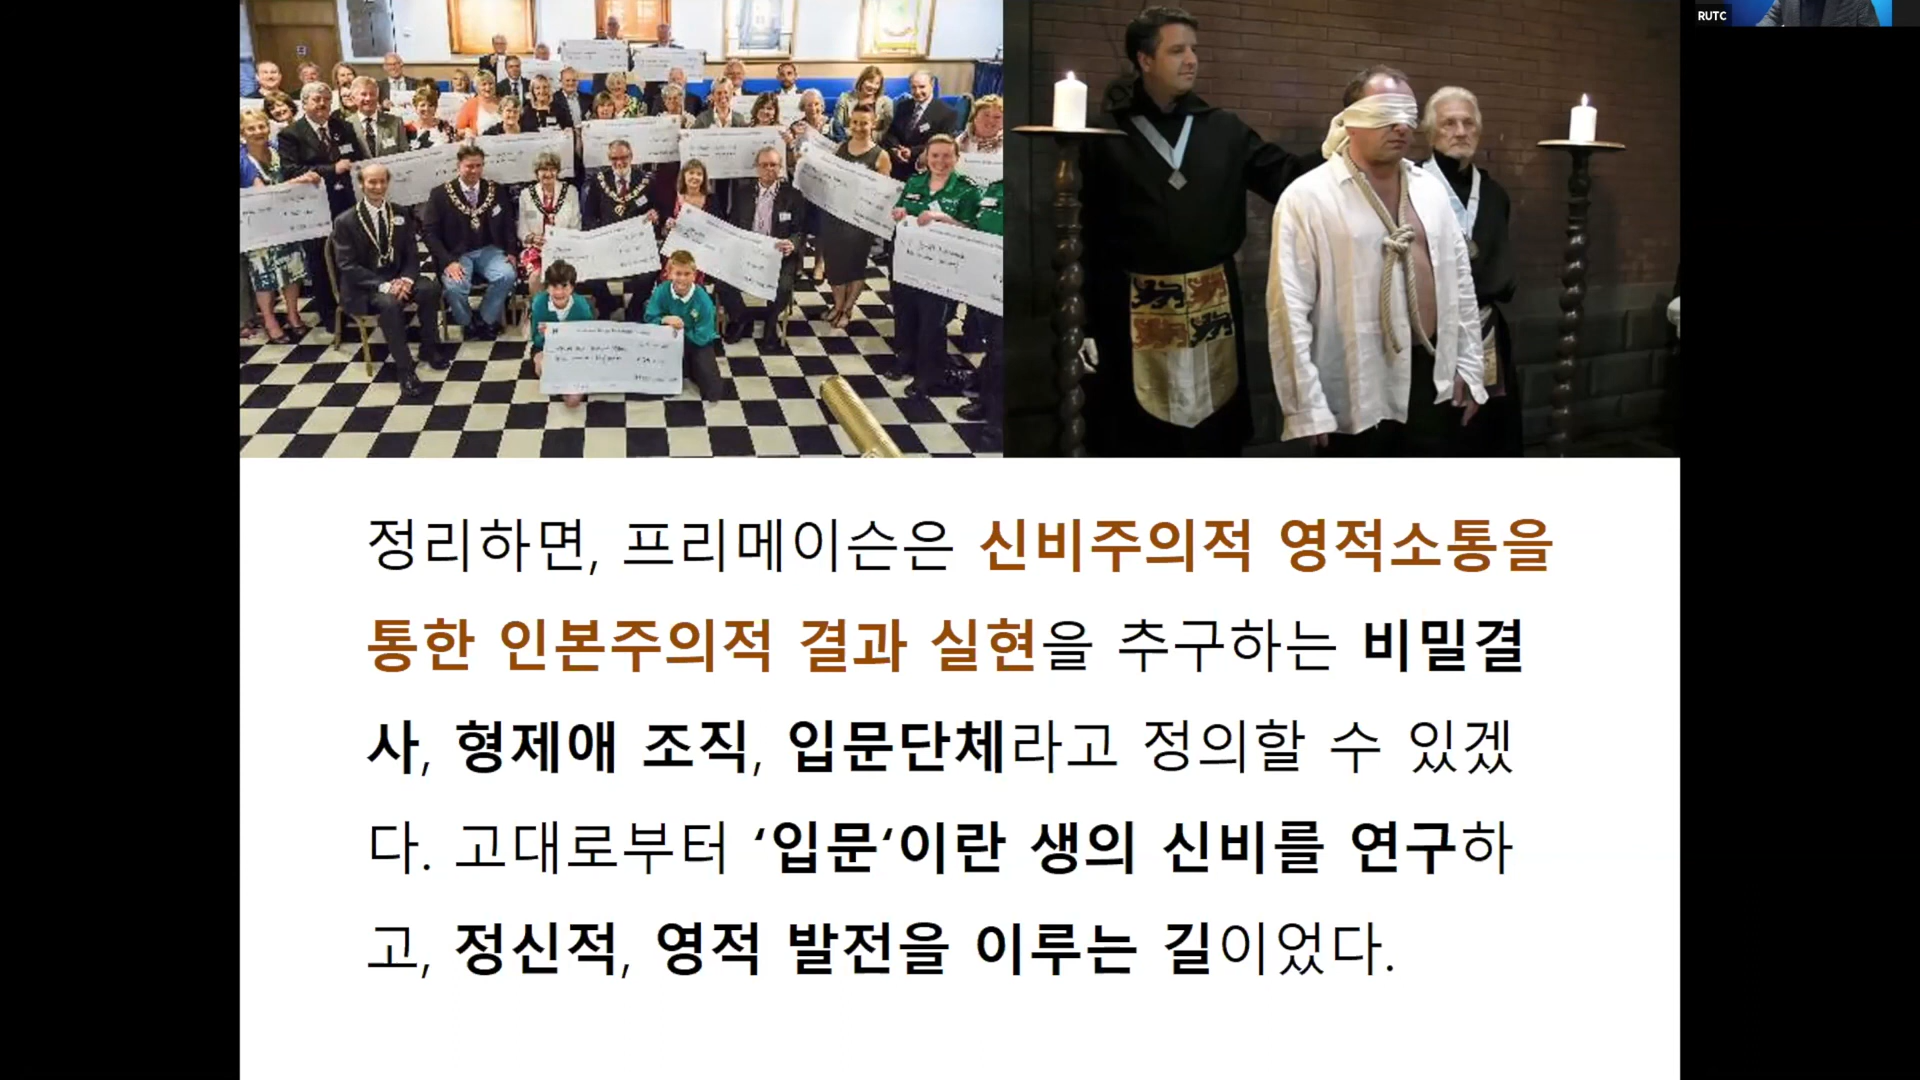 RUTC
정리하면, 프리메이슨은 신비주의적 영적소통을
통한 인본주의적 결과 실현을 추구하는 비밀결
사, 형제애 조직, 입문단체라고 정의할 수 있겠
다. 고대로부터 ‘입문‘이란 생의 신비를 연구하
고, 정신적, 영적 발전을 이루는 길이었다.